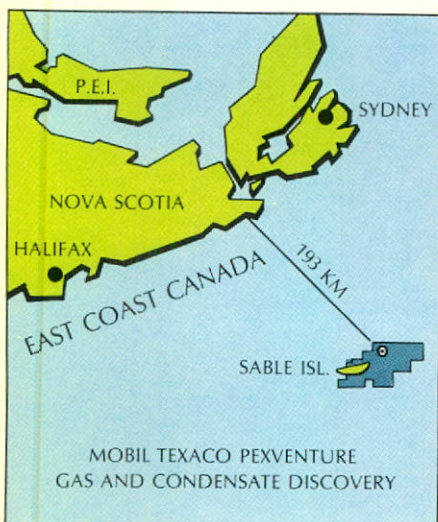 P.E.I.
SYDNEY
NOVA SCOTIA
HALIFAX
EAST COAST CANADA
193 KM
SABLE ISL.
MOBIL TEXACO PEXVENTURE
GAS AND CONDENSATE DISCOVERY